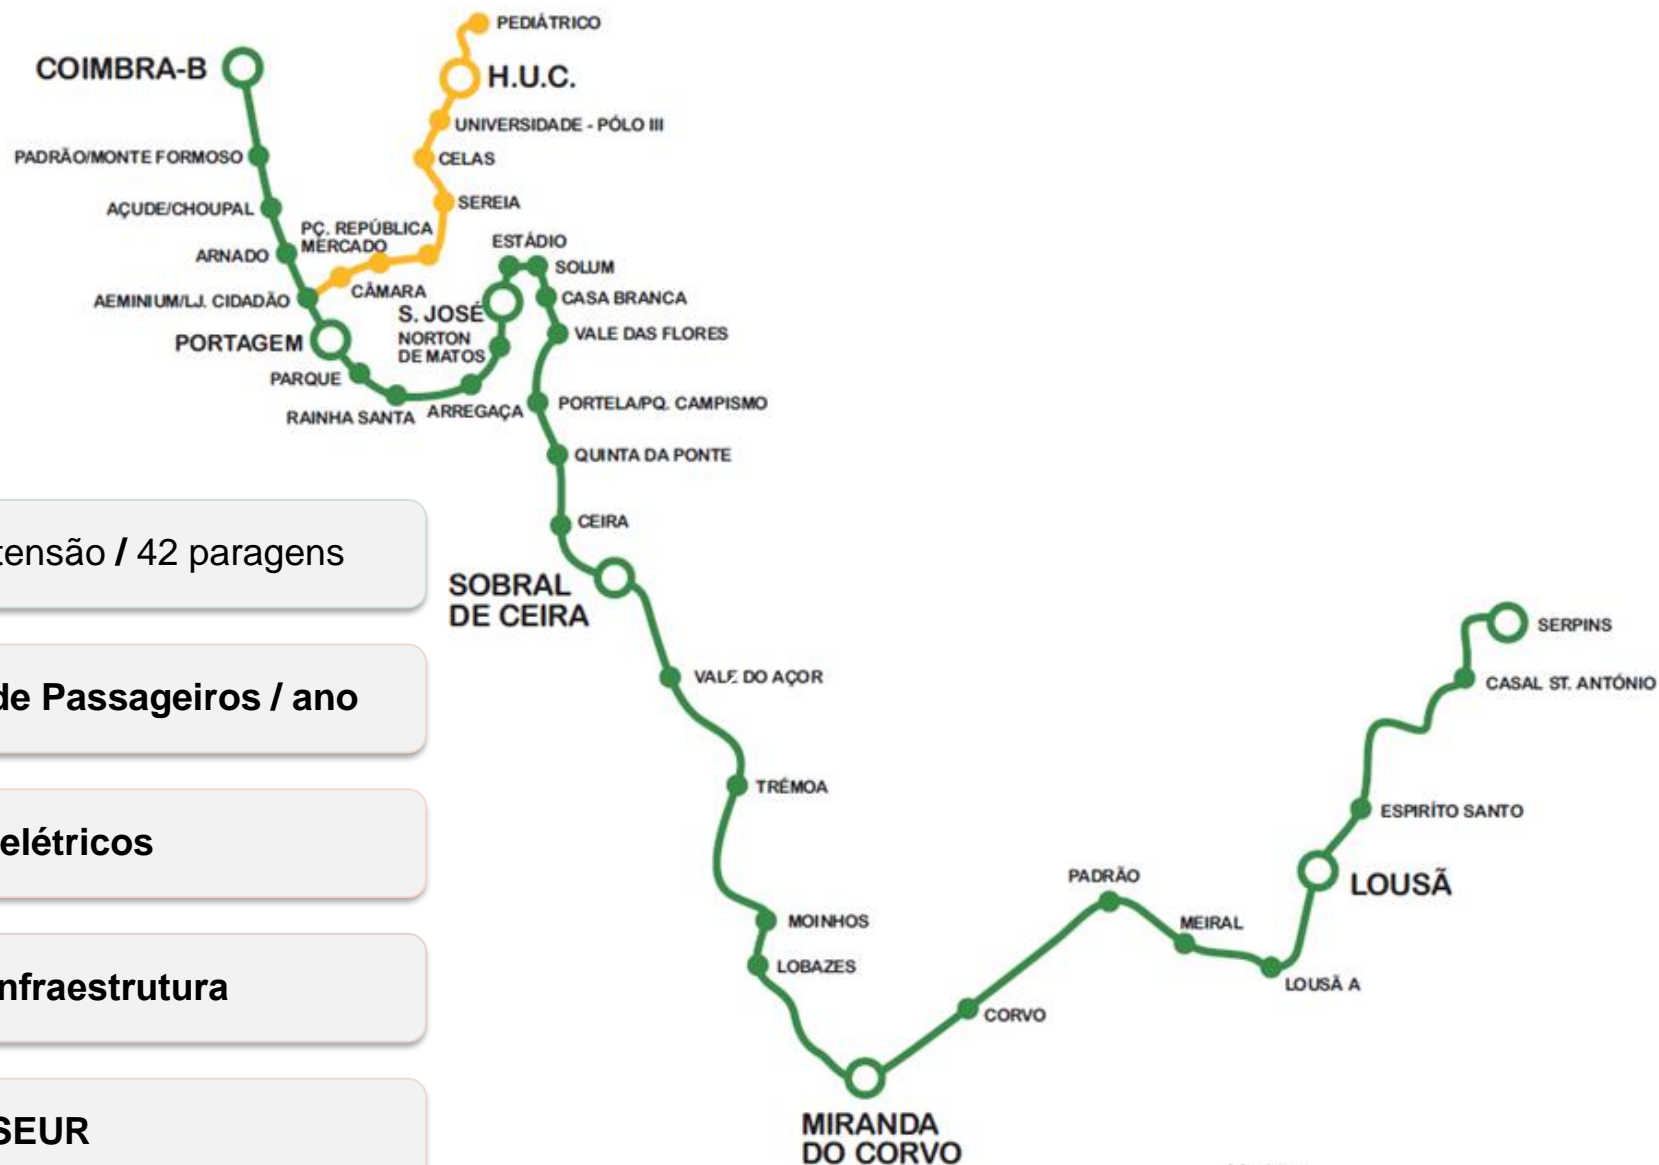 PEDIÁTRICO
COIMBRA-B
H.U.C.
UNIVERSIDADE - PÓLO III
PADRÃO/MONTE FORMOSO
CELAS
SEREIA
AÇUDE/CHOUPAL
PÇ. REPÚBLICA
MERCADO
ARNADO
ESTÁDIO
SOLUM
CÂMARA
AEMINIUM/LJ. CIDADÃO
CASA BRANCA
S. JOSÉ
VALE DAS FLORES
PORTAGEM
NORTON
DE MATOS
PARQUE
RAINHA SANTA
ARREGAÇA
PORTELA/PQ. CAMPISMO
QUINTA DA PONTE
CEIRA
tensão / 42 paragens
SOBRAL
DE CEIRA
SERPINS
VALE DO AÇOR
CASAL ST. ANTÓNIO
de Passageiros / ano
TRÉMOA
ESPIRÍTO SANTO
elétricos
PADRÃO
LOUSÃ
MOINHOS
MEIRAL
LOBAZES
LOUSÃ A
nfraestrutura
CORVO
SEUR
MIRANDA
DO CORVO